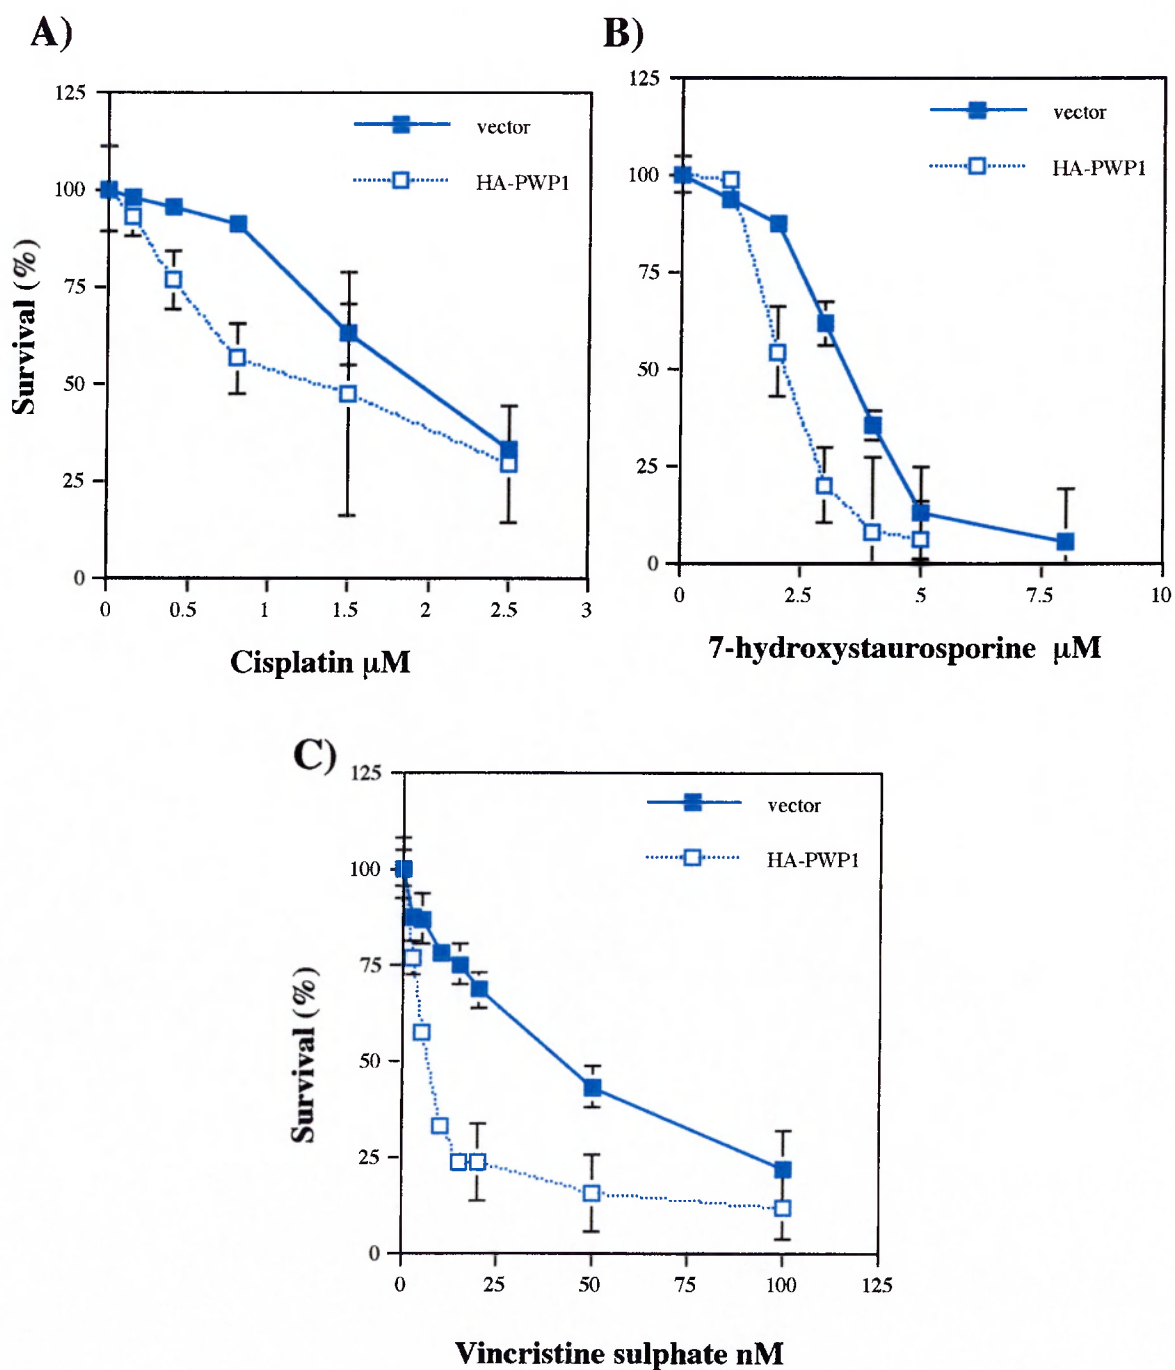 A)
125
100
75
50
25
0
Survival (%)
vector
HA-PWP1
0 0.5 1 1.5 2 2.5 3
Cisplatin μM
B)
125
100
75
50
25
0
vector
HA-PWP1
0 2.5 5 7.5 10
7-hydroxystaurosporine μM
C)
125
100
75
50
25
0
Survival (%)
vector
HA-PWP1
0 25 50 75 100 125
Vincristine sulphate nM